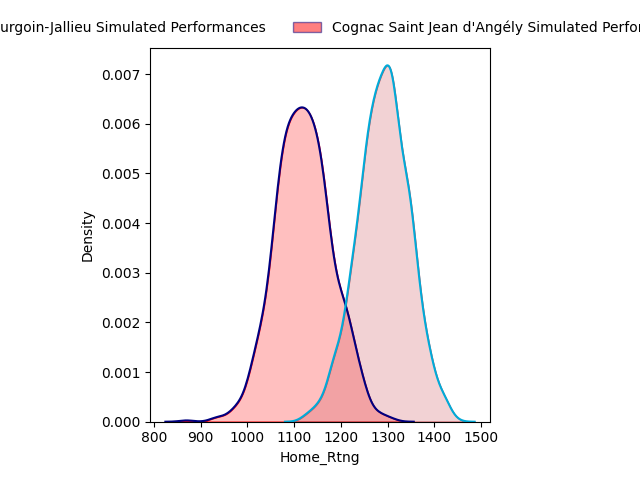 urgoin-Jallieu Simulated Performances
Cognac Saint Jean d'Angély Simulated Perfor
0.007
0.006
0.005
0.004
0.003
0.002
0.001
0.000
Density
800 900 1000 1100 1200 1300 1400 1500
Home_Rtng